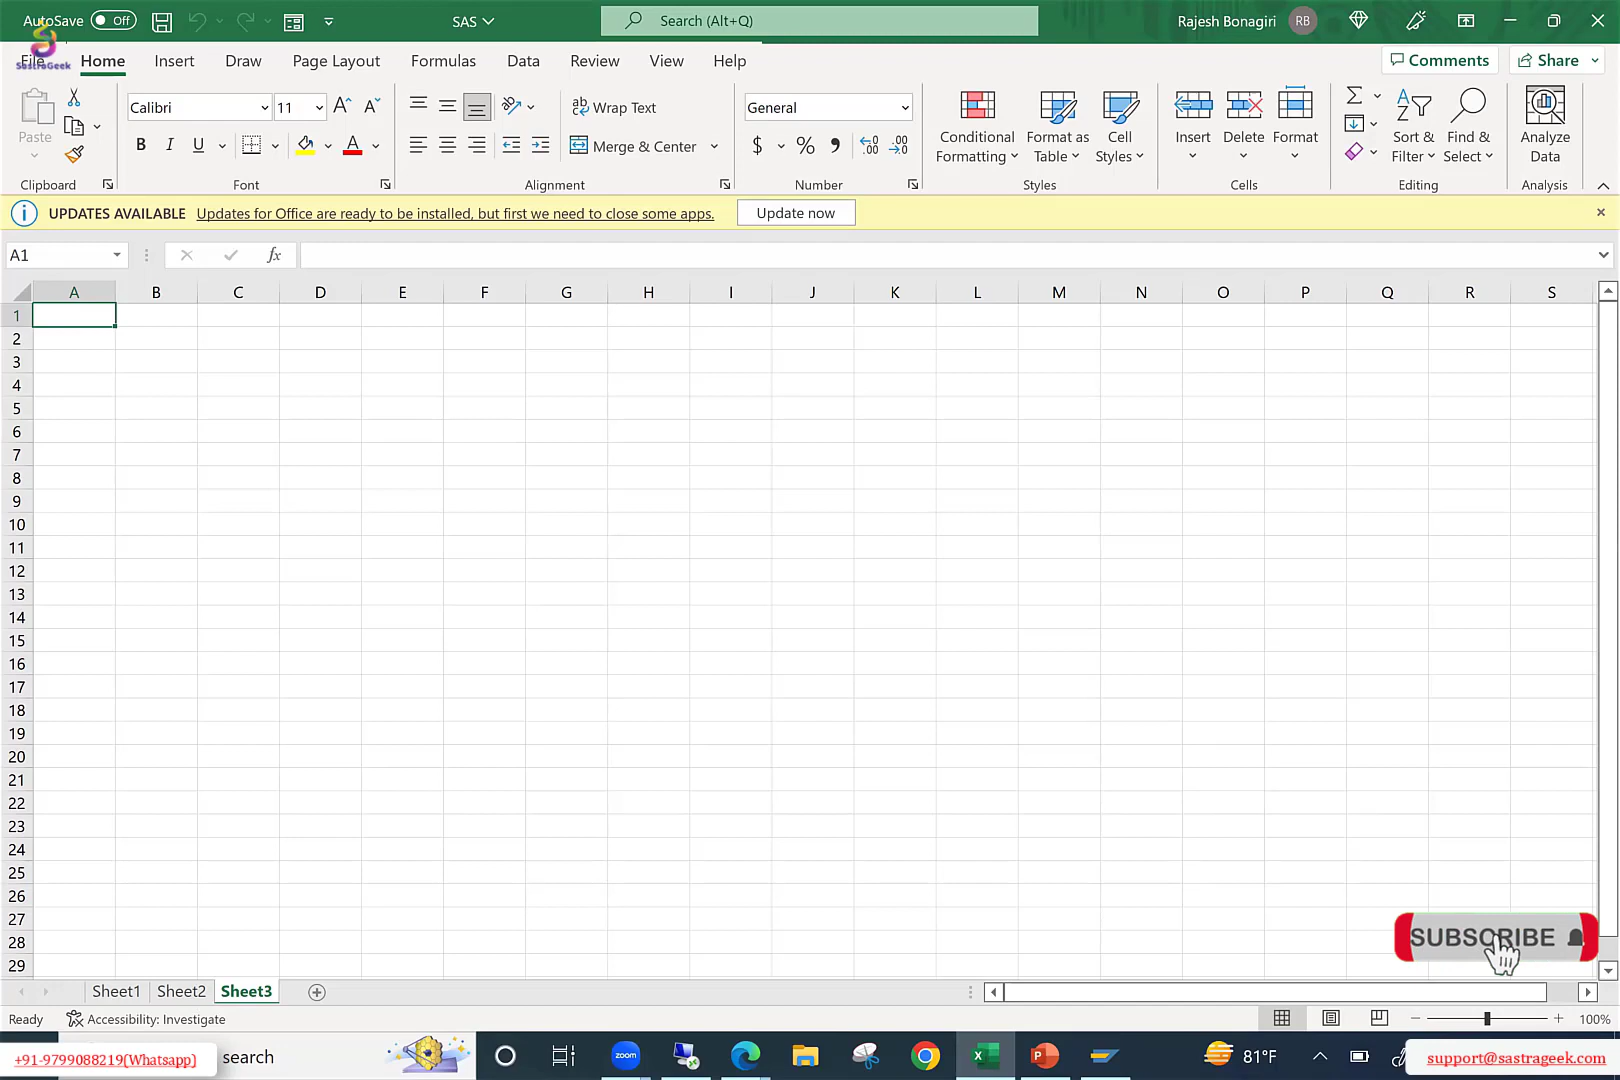 AutoSave Off SAS Search (Alt+Q) Rajesh Bonagiri RB
SastraGeek
File Home Insert Draw Page Layout Formulas Data Review View Help Comments Share
Calibri 11 Wrap Text General
Paste Conditional Formatting Format as Table Cell Styles Insert Delete Format Sort & Filter Find & Select Analyze Data
B I U Merge & Center $ %
Clipboard Font Alignment Number Styles Cells Editing Analysis
UPDATES AVAILABLE Updates for Office are ready to be installed, but first we need to close some apps. Update now
A1 fx
A B C D E F G H I J K L M N O P Q R S
1
2
3
4
5
6
7
8
9
10
11
12
13
14
15
16
17
18
19
20
21
22
23
24
25
26
27
SUBSCRIBE
28
29
Sheet1 Sheet2 Sheet3
Ready Accessibility: Investigate 100%
+91-9799088219(Whatsapp) search zoom 81°F support@sastrageek.com